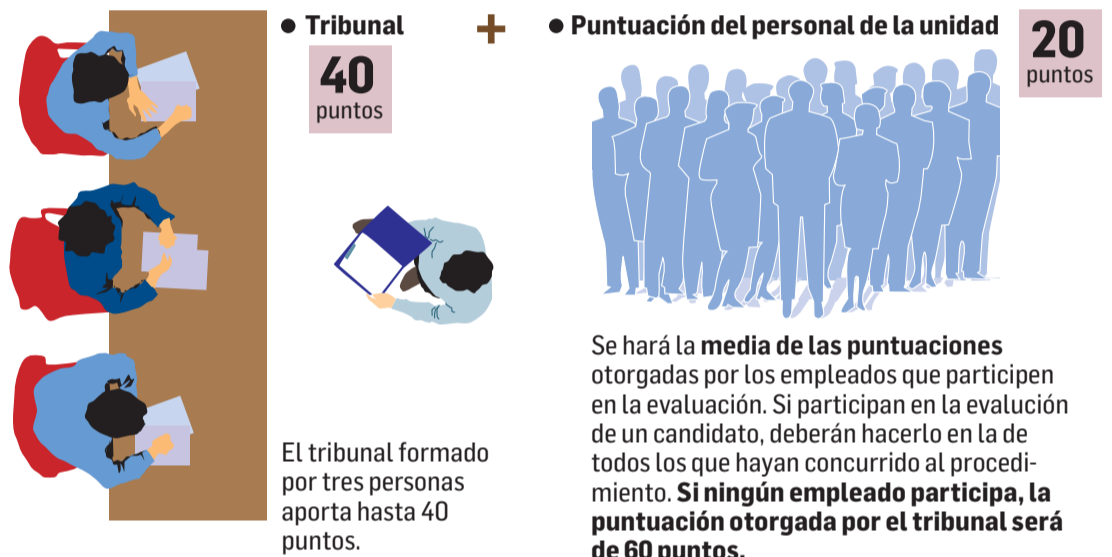 ● Tribunal
40
puntos
+
El tribunal formado
por tres personas
aporta hasta 40
puntos.
● Puntuación del personal de la unidad
20
puntos
Se hará la media de las puntuaciones
otorgadas por los empleados que participen
en la evaluación. Si participan en la evalución
de un candidato, deberán hacerlo en la de
todos los que hayan concurrido al procedi-
miento. Si ningún empleado participa, la
puntuación otorgada por el tribunal será
de 60 puntos.